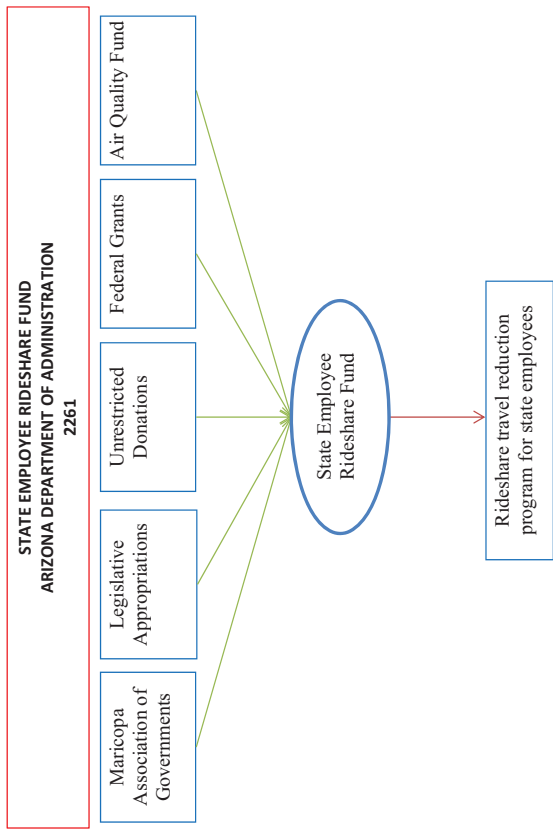 STATE EMPLOYEE RIDESHARE FUND
ARIZONA DEPARTMENT OF ADMINISTRATION
2261
Maricopa
Association of
Governments
Legislative
Appropriations
Unrestricted
Donations
Federal Grants
Air Quality Fund
State Employee
Rideshare Fund
Rideshare travel reduction
program for state employees